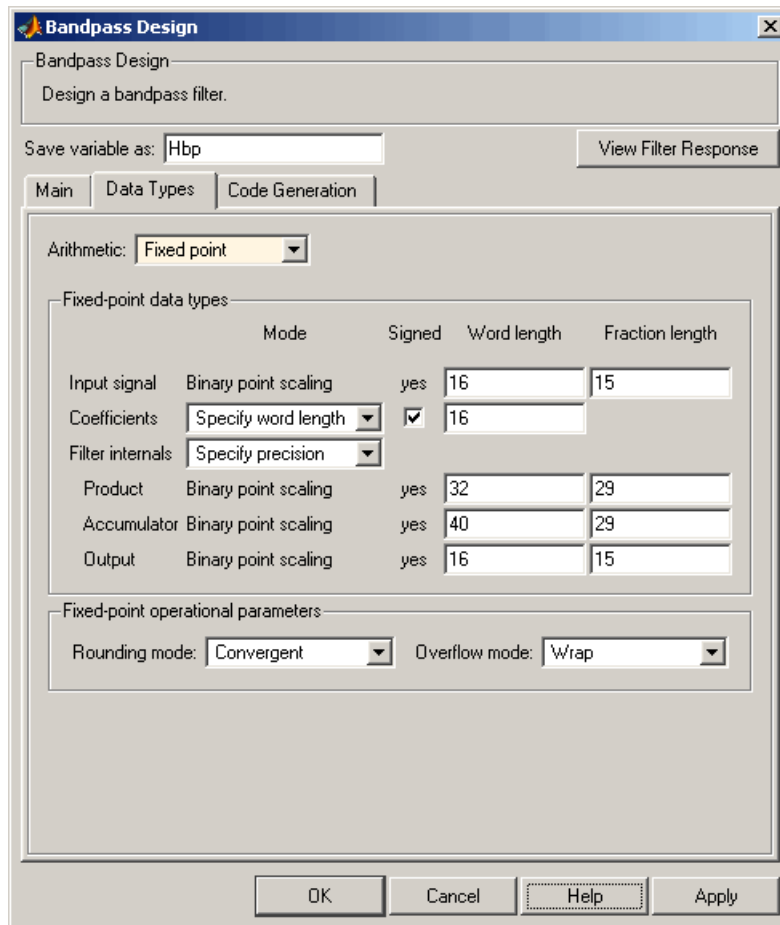 Bandpass Design
Bandpass Design
Design a bandpass filter.
Save variable as: Hbp View Filter Response
Main Data Types Code Generation
Arithmetic: Fixed point
Fixed-point data types
Mode Signed Word length Fraction length
Input signal Binary point scaling yes 16 15
Coefficients Specify word length 16
Filter internals Specify precision
Product Binary point scaling yes 32 29
Accumulator Binary point scaling yes 40 29
Output Binary point scaling yes 16 15
Fixed-point operational parameters
Rounding mode: Convergent Overflow mode: Wrap
OK Cancel Help Apply